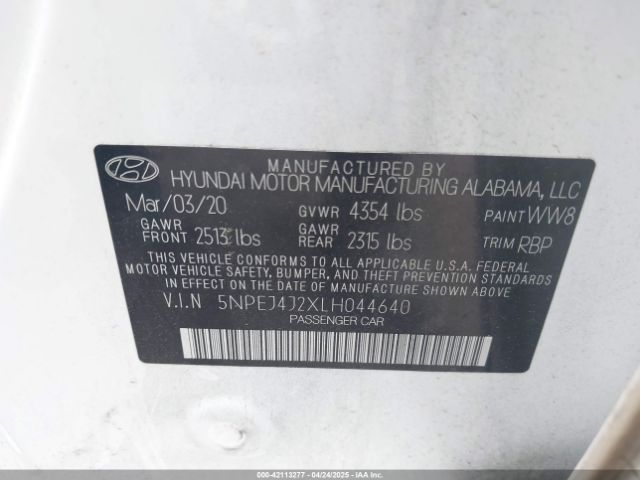 MANUFACTURED BY
HYUNDAI MOTOR MANUFACTURING ALABAMA, LLC
Mar/03/20 GVWR 4354 lbs PAINT WW8
GAWR FRONT 2513 lbs GAWR REAR 2315 lbs TRIM RBP
THIS VEHICLE CONFORMS TO ALL APPLICABLE U.S.A. FEDERAL
MOTOR VEHICLE SAFETY, BUMPER, AND THEFT PREVENTION STANDARDS
IN EFFECT ON THE DATE OF MANUFACTURE SHOWN ABOVE.
V.I.N 5NPEJ4J2XLH044640
PASSENGER CAR
000-42113277 - 04/24/2025 - IAAI.COM